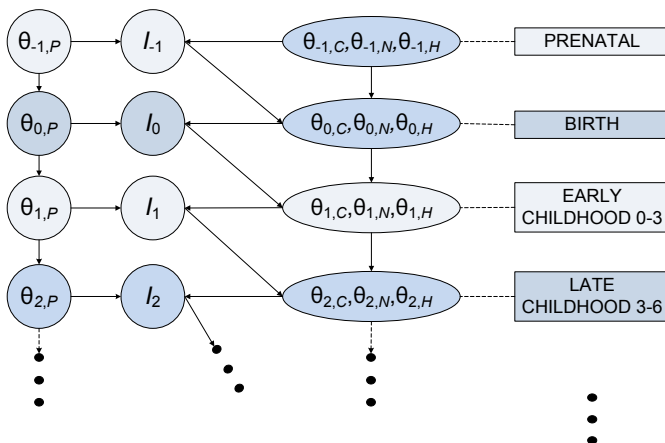 θ-1,P I-1 θ-1,C,θ-1,N,θ-1,H PRENATAL
θ0,P I0 θ0,C,θ0,N,θ0,H BIRTH
θ1,P I1 θ1,C,θ1,N,θ1,H EARLY
CHILDHOOD 0-3
θ2,P I2 θ2,C,θ2,N,θ2,H LATE
CHILDHOOD 3-6